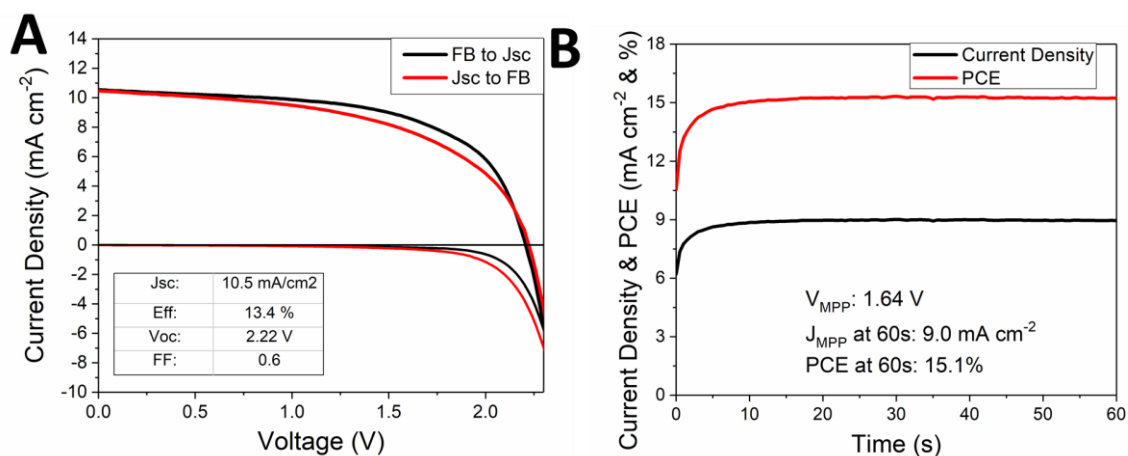 A
14
12
10
8
6
4
2
0
-2
-4
-6
-8
-10
Current Density (mA cm⁻²)
FB to Jsc
Jsc to FB
Jsc: 10.5 mA/cm2
Eff: 13.4 %
Voc: 2.22 V
FF: 0.6
0.0 0.5 1.0 1.5 2.0
Voltage (V)
B
18
15
12
9
6
3
0
Current Density & PCE (mA cm⁻² & %)
Current Density
PCE
V_MPP: 1.64 V
J_MPP at 60s: 9.0 mA cm⁻²
PCE at 60s: 15.1%
0 10 20 30 40 50 60
Time (s)